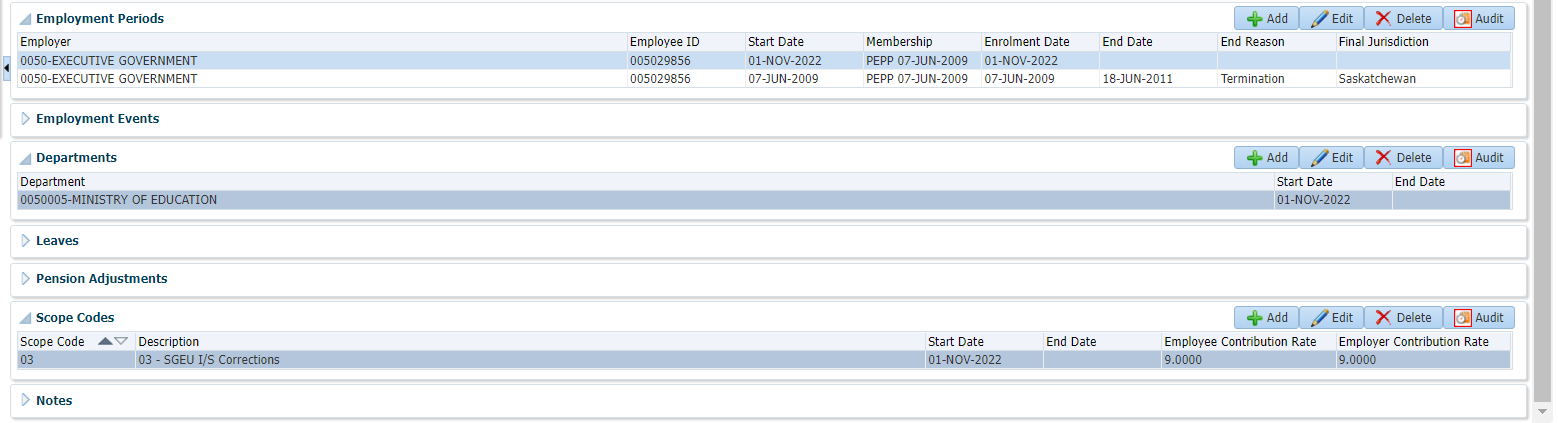 Employment Periods Add Edit Delete Audit
Employer Employee ID Start Date Membership Enrolment Date End Date End Reason Final Jurisdiction
0050-EXECUTIVE GOVERNMENT 005029856 01-NOV-2022 PEPP 07-JUN-2009 01-NOV-2022
0050-EXECUTIVE GOVERNMENT 005029856 07-JUN-2009 PEPP 07-JUN-2009 07-JUN-2009 18-JUN-2011 Termination Saskatchewan
Employment Events
Departments Add Edit Delete Audit
Department Start Date End Date
0050005-MINISTRY OF EDUCATION 01-NOV-2022
Leaves
Pension Adjustments
Scope Codes Add Edit Delete Audit
Scope Code Description Start Date End Date Employee Contribution Rate Employer Contribution Rate
03 03 - SGEU I/S Corrections 01-NOV-2022 9.0000 9.0000
Notes